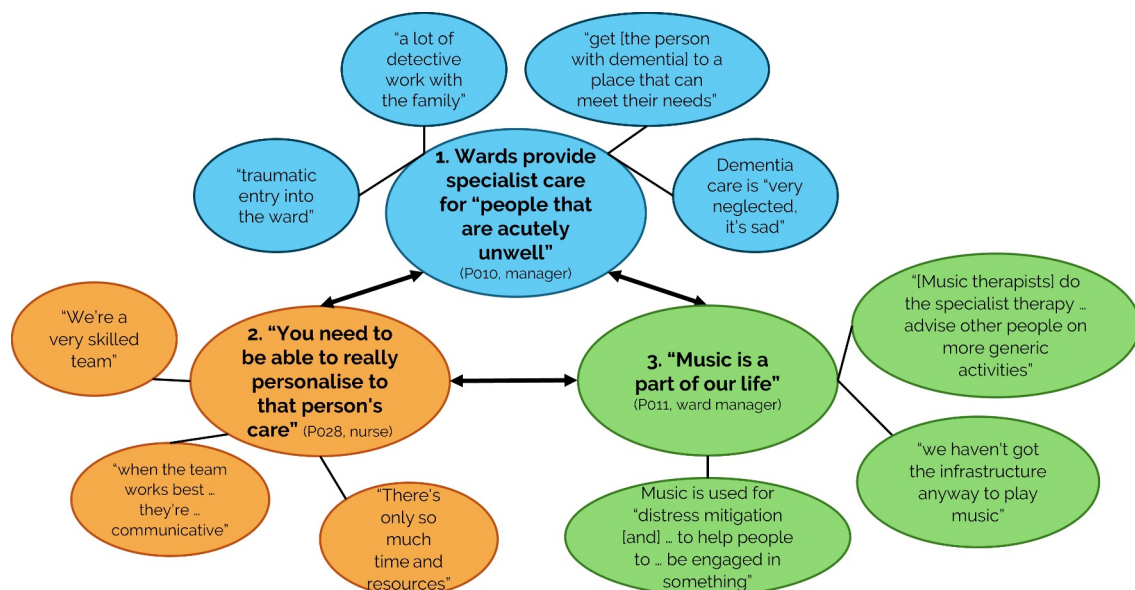 “a lot of
detective
work with
the family”
“get [the person
with dementia] to a
place that can
meet their needs”
“traumatic
entry into
the ward”
1. Wards provide
specialist care
for “people that
are acutely
unwell”
(P010, manager)
Dementia
care is “very
neglected,
it’s sad”
“We’re a
very skilled
team”
2. “You need to
be able to really
personalise to
that person's
care” (P028, nurse)
“when the team
works best …
they’re …
communicative”
“There’s
only so
much
time and
resources”
3. “Music is a
part of our life”
(P011, ward manager)
“[Music therapists] do
the specialist therapy …
advise other people on
more generic
activities”
“we haven’t got
the infrastructure
anyway to play
music”
Music is used for
“distress mitigation
[and] … to help people
to … be engaged in
something”